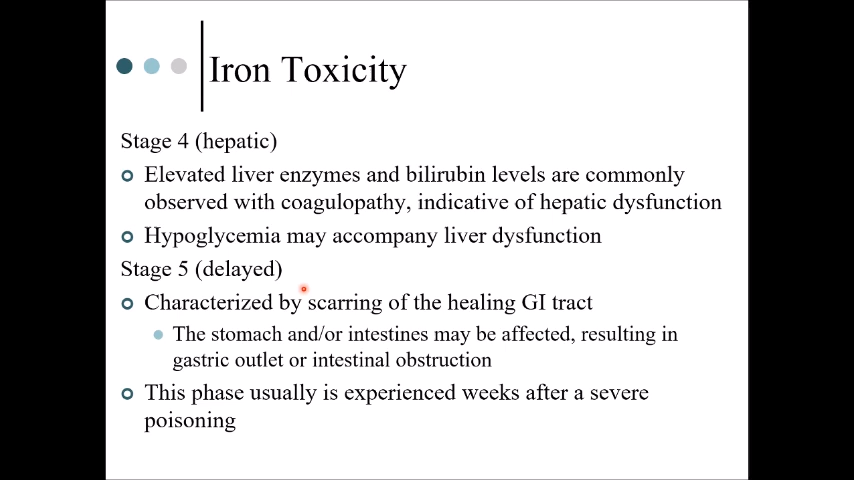 Iron Toxicity
Stage 4 (hepatic)
Elevated liver enzymes and bilirubin levels are commonly
observed with coagulopathy, indicative of hepatic dysfunction
Hypoglycemia may accompany liver dysfunction
Stage 5 (delayed)
Characterized by scarring of the healing GI tract
The stomach and/or intestines may be affected, resulting in
gastric outlet or intestinal obstruction
This phase usually is experienced weeks after a severe
poisoning